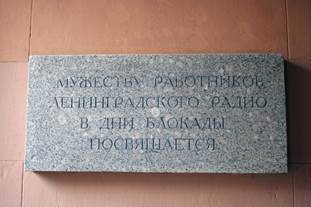 МУЖЕСТВУ РАБОТНИКОВ
ЛЕНИНГРАДСКОГО РАДИО
В ДНИ БЛОКАДЫ
ПОСВЯЩАЕТСЯ